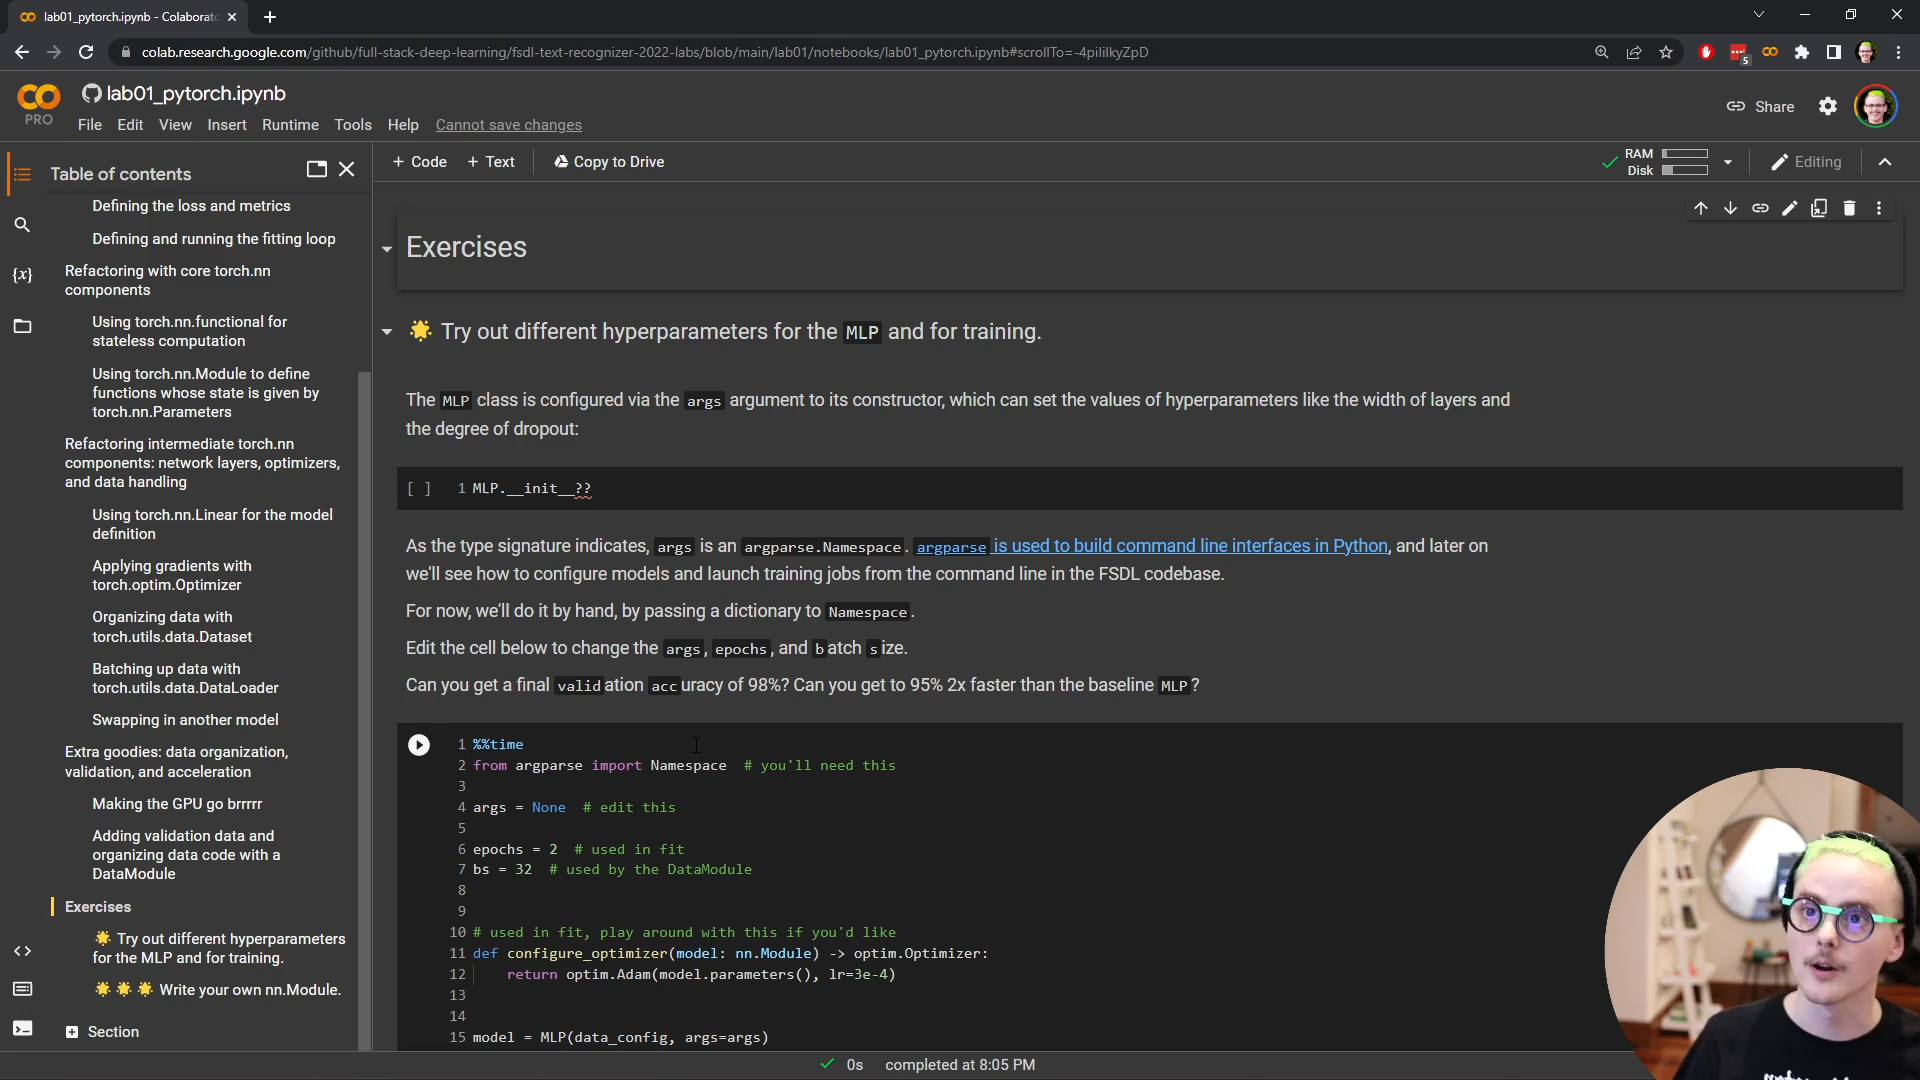 lab01_pytorch.ipynb - Colaborat
colab.research.google.com/github/full-stack-deep-learning/fsdl-text-recognizer-2022-labs/blob/main/lab01/notebooks/lab01_pytorch.ipynb#scrollTo=-4piIilkyZpD
5
PRO
lab01_pytorch.ipynb
File Edit View Insert Runtime Tools Help Cannot save changes
Share
Table of contents
+ Code + Text Copy to Drive
RAM
Disk
Editing
Defining the loss and metrics
Defining and running the fitting loop
Refactoring with core torch.nn
components
Using torch.nn.functional for
stateless computation
Using torch.nn.Module to define
functions whose state is given by
torch.nn.Parameters
Refactoring intermediate torch.nn
components: network layers, optimizers,
and data handling
Using torch.nn.Linear for the model
definition
Applying gradients with
torch.optim.Optimizer
Organizing data with
torch.utils.data.Dataset
Batching up data with
torch.utils.data.DataLoader
Swapping in another model
Extra goodies: data organization,
validation, and acceleration
Making the GPU go brrrrr
Adding validation data and
organizing data code with a
DataModule
Exercises
🌟 Try out different hyperparameters
for the MLP and for training.
🌟 🌟 🌟 Write your own nn.Module.
Section
Exercises
🌟 Try out different hyperparameters for the MLP and for training.
The MLP class is configured via the args argument to its constructor, which can set the values of hyperparameters like the width of layers and
the degree of dropout:
[ ] 1 MLP.__init__??
As the type signature indicates, args is an argparse.Namespace. argparse is used to build command line interfaces in Python, and later on
we'll see how to configure models and launch training jobs from the command line in the FSDL codebase.
For now, we'll do it by hand, by passing a dictionary to Namespace.
Edit the cell below to change the args, epochs, and batch size.
Can you get a final validation accuracy of 98%? Can you get to 95% 2x faster than the baseline MLP?
1 %%time
2 from argparse import Namespace  # you'll need this
3
4 args = None  # edit this
5
6 epochs = 2  # used in fit
7 bs = 32  # used by the DataModule
8
9
10 # used in fit, play around with this if you'd like
11 def configure_optimizer(model: nn.Module) -> optim.Optimizer:
12     return optim.Adam(model.parameters(), lr=3e-4)
13
14
15 model = MLP(data_config, args=args)
0s completed at 8:05 PM